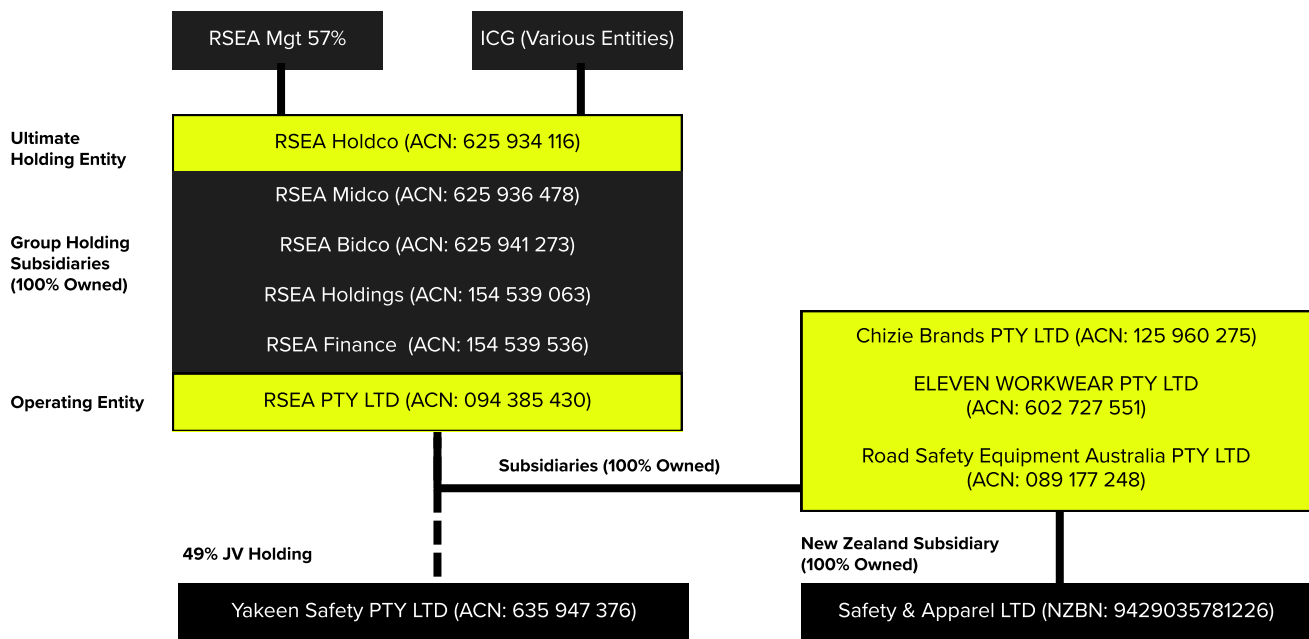 RSEA Mgt 57%
ICG (Various Entities)
Ultimate
Holding Entity
RSEA Holdco (ACN: 625 934 116)
Group Holding
Subsidiaries
(100% Owned)
RSEA Midco (ACN: 625 936 478)
RSEA Bidco (ACN: 625 941 273)
RSEA Holdings (ACN: 154 539 063)
RSEA Finance  (ACN: 154 539 536)
Operating Entity
RSEA PTY LTD (ACN: 094 385 430)
Subsidiaries (100% Owned)
Chizie Brands PTY LTD (ACN: 125 960 275)
ELEVEN WORKWEAR PTY LTD
(ACN: 602 727 551)
Road Safety Equipment Australia PTY LTD
(ACN: 089 177 248)
49% JV Holding
Yakeen Safety PTY LTD (ACN: 635 947 376)
New Zealand Subsidiary
(100% Owned)
Safety & Apparel LTD (NZBN: 9429035781226)